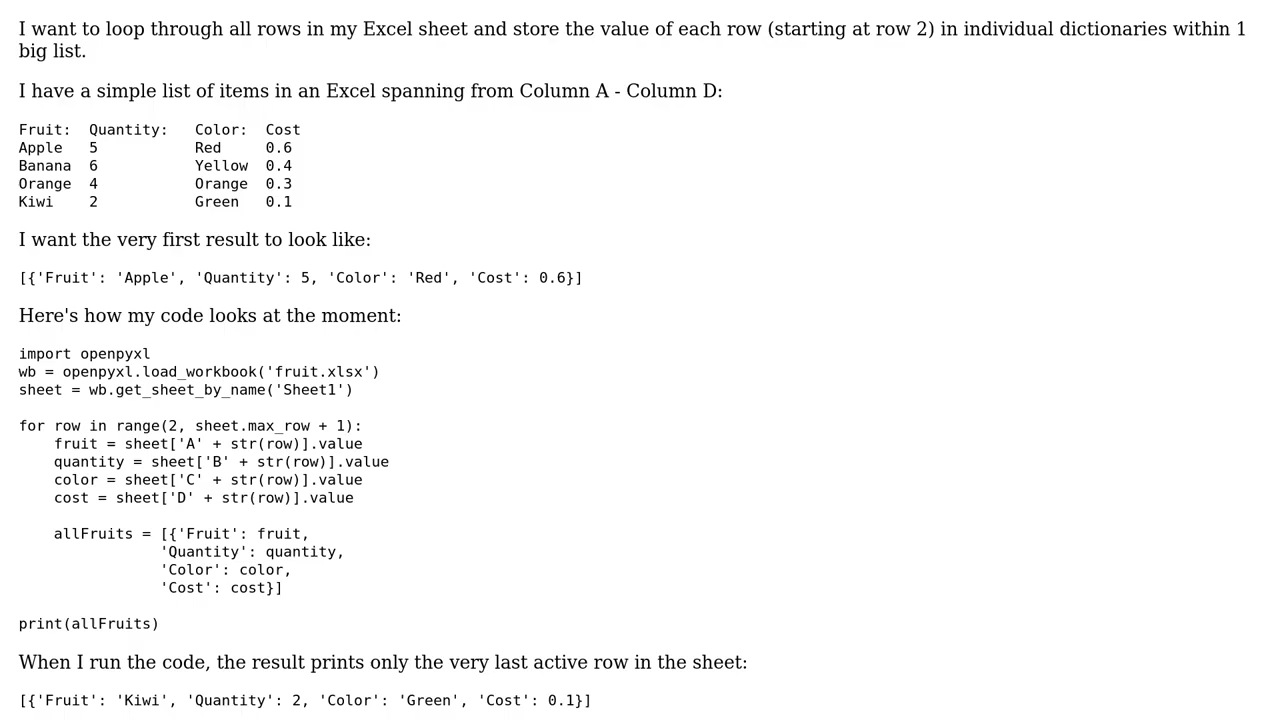 I want to loop through all rows in my Excel sheet and store the value of each row (starting at row 2) in individual dictionaries within 1
big list.
I have a simple list of items in an Excel spanning from Column A - Column D:
Fruit:  Quantity:   Color:  Cost
Apple   5           Red     0.6
Banana  6           Yellow  0.4
Orange  4           Orange  0.3
Kiwi    2           Green   0.1
I want the very first result to look like:
[{'Fruit': 'Apple', 'Quantity': 5, 'Color': 'Red', 'Cost': 0.6}]
Here's how my code looks at the moment:
import openpyxl
wb = openpyxl.load_workbook('fruit.xlsx')
sheet = wb.get_sheet_by_name('Sheet1')
for row in range(2, sheet.max_row + 1):
    fruit = sheet['A' + str(row)].value
    quantity = sheet['B' + str(row)].value
    color = sheet['C' + str(row)].value
    cost = sheet['D' + str(row)].value
    allFruits = [{'Fruit': fruit,
                'Quantity': quantity,
                'Color': color,
                'Cost': cost}]
print(allFruits)
When I run the code, the result prints only the very last active row in the sheet:
[{'Fruit': 'Kiwi', 'Quantity': 2, 'Color': 'Green', 'Cost': 0.1}]